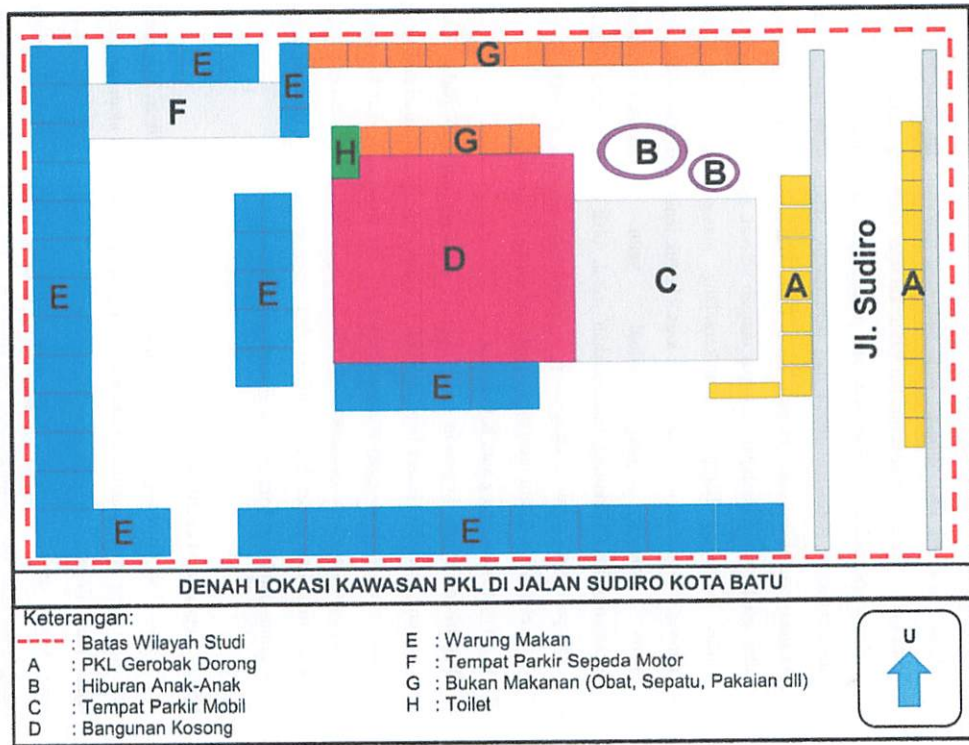 E
G
E
F
G
H
B
B
D
C
A
A
E
E
E
Jl. Sudiro
E
E
DENAH LOKASI KAWASAN PKL DI JALAN SUDIRO KOTA BATU
Keterangan:
: Batas Wilayah Studi
A : PKL Gerobak Dorong
B : Hiburan Anak-Anak
C : Tempat Parkir Mobil
D : Bangunan Kosong
E : Warung Makan
F : Tempat Parkir Sepeda Motor
G : Bukan Makanan (Obat, Sepatu, Pakaian dll)
H : Toilet
U